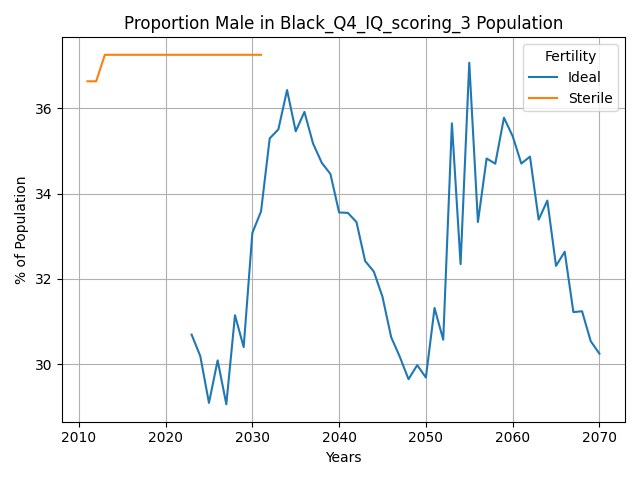 Proportion Male in Black_Q4_IQ_scoring_3 Population
Fertility
Ideal
Sterile
% of Population
36
34
32
30
2010
2020
2030
2040
2050
2060
2070
Years